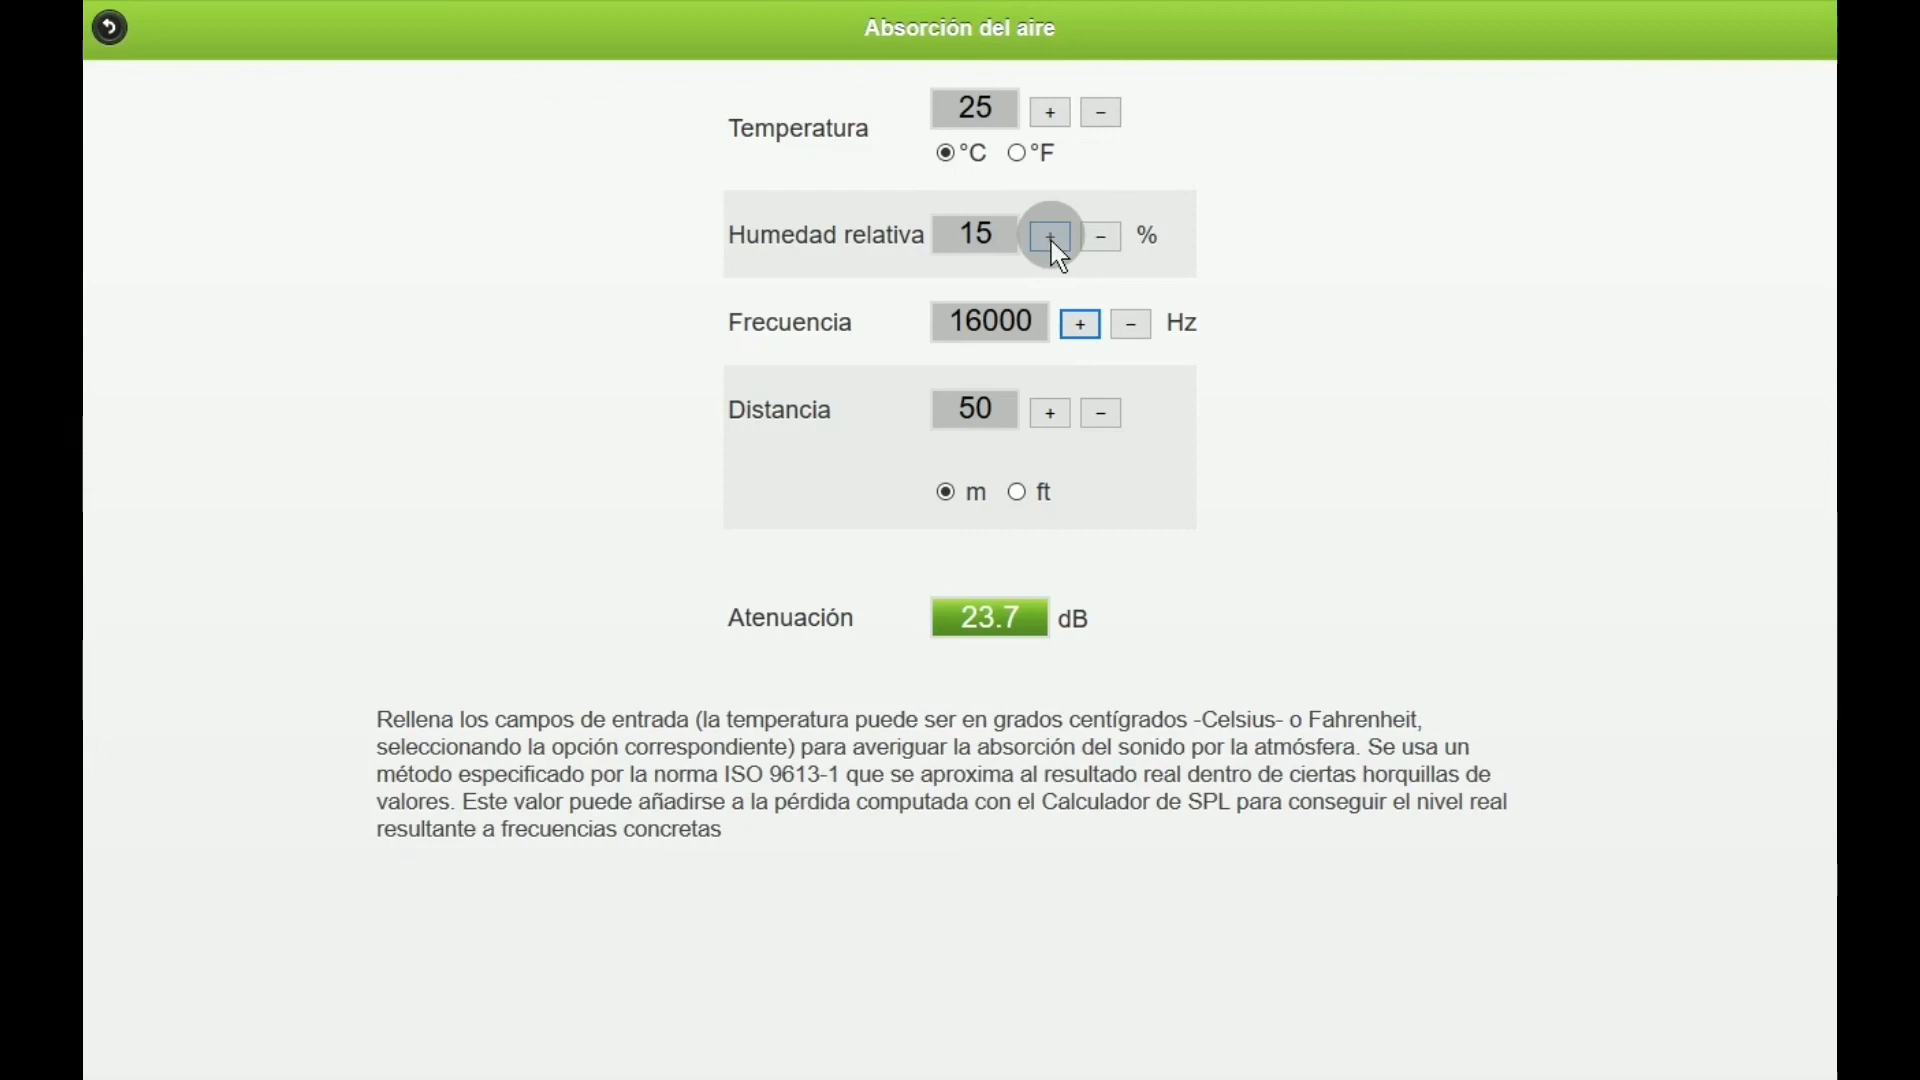 Absorción del aire
Temperatura 25 + −
°C °F
Humedad relativa 15 + − %
Frecuencia 16000 + − Hz
Distancia 50 + −
m ft
Atenuación 23.7 dB
Rellena los campos de entrada (la temperatura puede ser en grados centígrados -Celsius- o Fahrenheit,
seleccionando la opción correspondiente) para averiguar la absorción del sonido por la atmósfera. Se usa un
método especificado por la norma ISO 9613-1 que se aproxima al resultado real dentro de ciertas horquillas de
valores. Este valor puede añadirse a la pérdida computada con el Calculador de SPL para conseguir el nivel real
resultante a frecuencias concretas